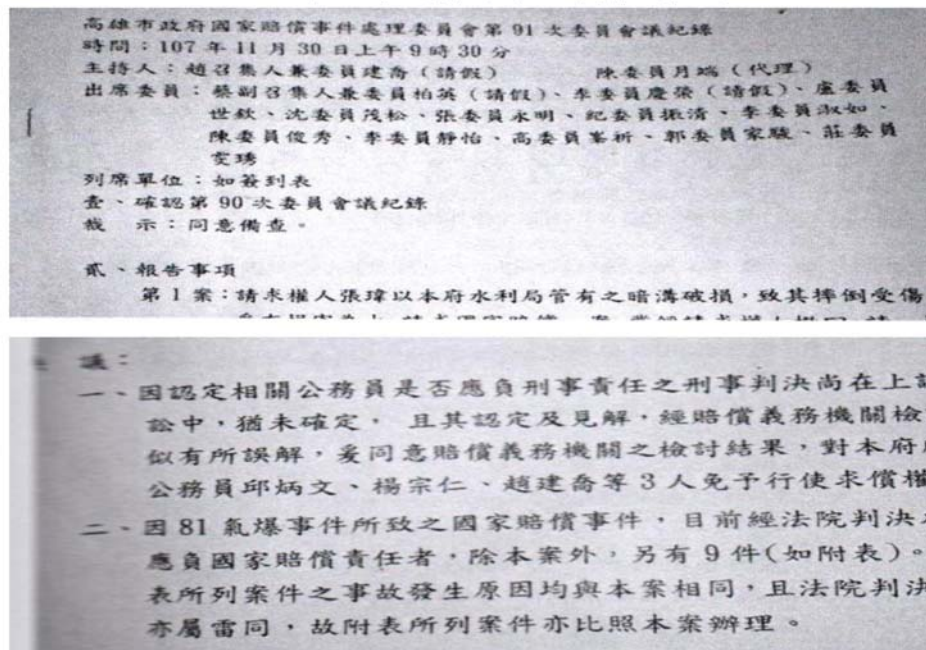 高雄市政府國家賠償事件處理委員會第91次委員會議紀錄
時間：107年11月30日上午9時30分
主持人：趙召集人兼委員建喬（請假） 陳委員月端（代理）
出席委員：蔡副召集人兼委員柏英（請假）、李委員慶榮（請假）、盧委員
世欽、沈委員茂松、張委員永明、紀委員振清、李委員淑如、
陳委員俊秀、李委員靜怡、高委員峯祈、郭委員家駿、莊委員
雯琇
列席單位：如簽到表
壹、確認第90次委員會議紀錄
裁 示：同意備查。
貳、報告事項
第1案：請求權人張瑋以本府水利局管有之暗溝破損，致其摔倒受傷
議：
一、因認定相關公務員是否應負刑事責任之刑事判決尚在上
訟中，猶未確定， 且其認定及見解，經賠償義務機關檢
似有所誤解，爰同意賠償義務機關之檢討結果，對本府
公務員邱炳文、楊宗仁、趙建喬等3人免予行使求償權
二、因81氣爆事件所致之國家賠償事件，目前經法院判決
應負國家賠償責任者，除本案外，另有9件(如附表)。
表所列案件之事故發生原因均與本案相同，且法院判決
亦屬雷同，故附表所列案件亦比照本案辦理。